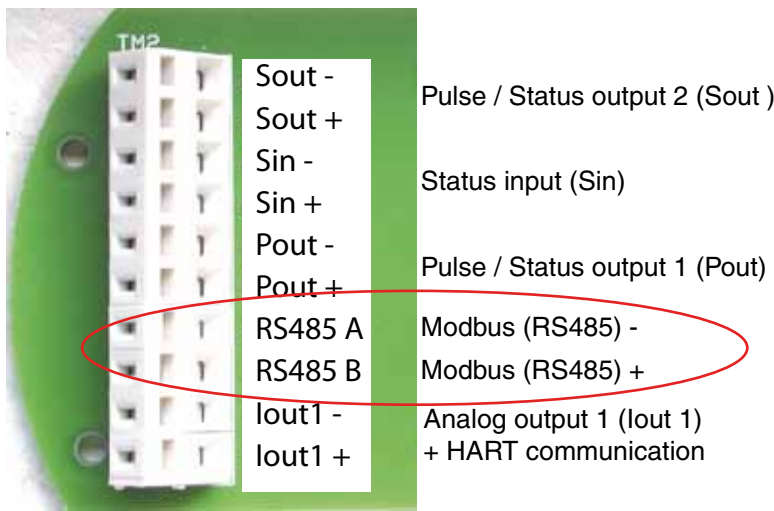 TM2
Sout -
Sout +
Pulse / Status output 2 (Sout )
Sin -
Sin +
Status input (Sin)
Pout -
Pout +
Pulse / Status output 1 (Pout)
RS485 A Modbus (RS485) -
RS485 B Modbus (RS485) +
Iout1 -
Iout1 +
Analog output 1 (Iout 1)
+ HART communication